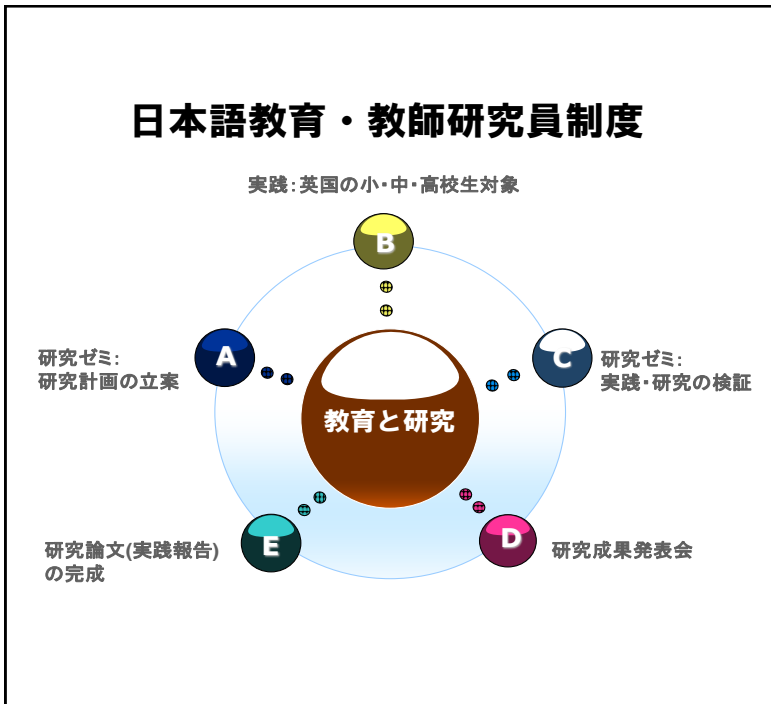 日本語教育・教師研究員制度
実践：英国の小・中・高校生対象
B
A
研究ゼミ：
研究計画の立案
C
研究ゼミ：
実践・研究の検証
教育と研究
E
研究論文(実践報告)
の完成
D
研究成果発表会